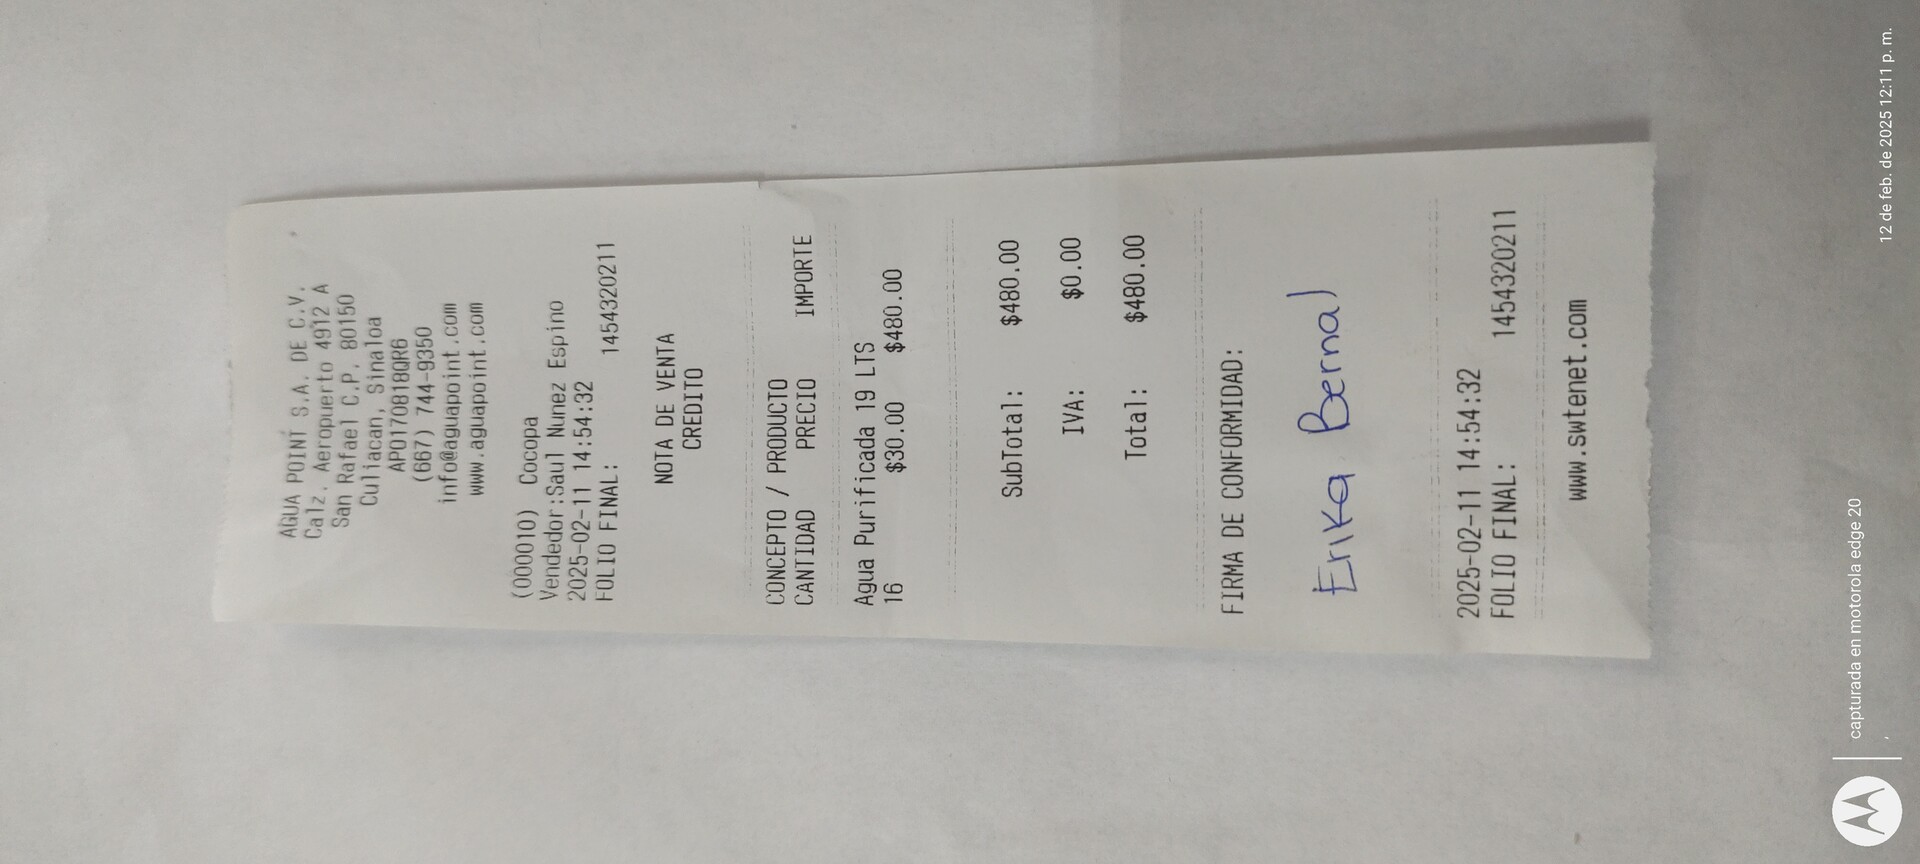 AGUA POINT S.A. DE C.V.
Calz. Aeropuerto 4912 A
San Rafael C.P. 80150
Culiacan, Sinaloa
APO170818QR6
(667) 744-9350
info@aguapoint.com
www.aguapoint.com
(000010) Cocopa
Vendedor:Saul Nunez Espino
2025-02-11 14:54:32
FOLIO FINAL: 1454320211
NOTA DE VENTA
CREDITO
CONCEPTO / PRODUCTO
CANTIDAD PRECIO IMPORTE
Agua Purificada 19 LTS
16 $30.00 $480.00
SubTotal: $480.00
IVA: $0.00
Total: $480.00
FIRMA DE CONFORMIDAD:
Erika Bernal
2025-02-11 14:54:32
FOLIO FINAL: 1454320211
www.swtenet.com
capturada en motorola edge 20
,
12 de feb. de 2025 12:11 p. m.